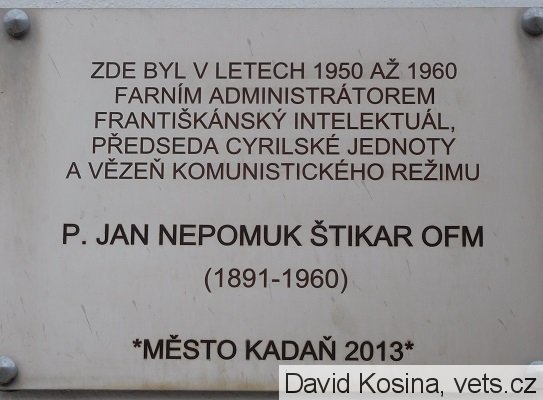 ZDE BYL V LETECH 1950 AŽ 1960
FARNÍM ADMINISTRÁTOREM
FRANTIŠKÁNSKÝ INTELEKTUÁL,
PŘEDSEDA CYRILSKÉ JEDNOTY
A VĚZEŇ KOMUNISTICKÉHO REŽIMU
P. JAN NEPOMUK ŠTIKAR OFM
(1891-1960)
*MĚSTO KADAŇ 2013*
David Kosina, vets.cz